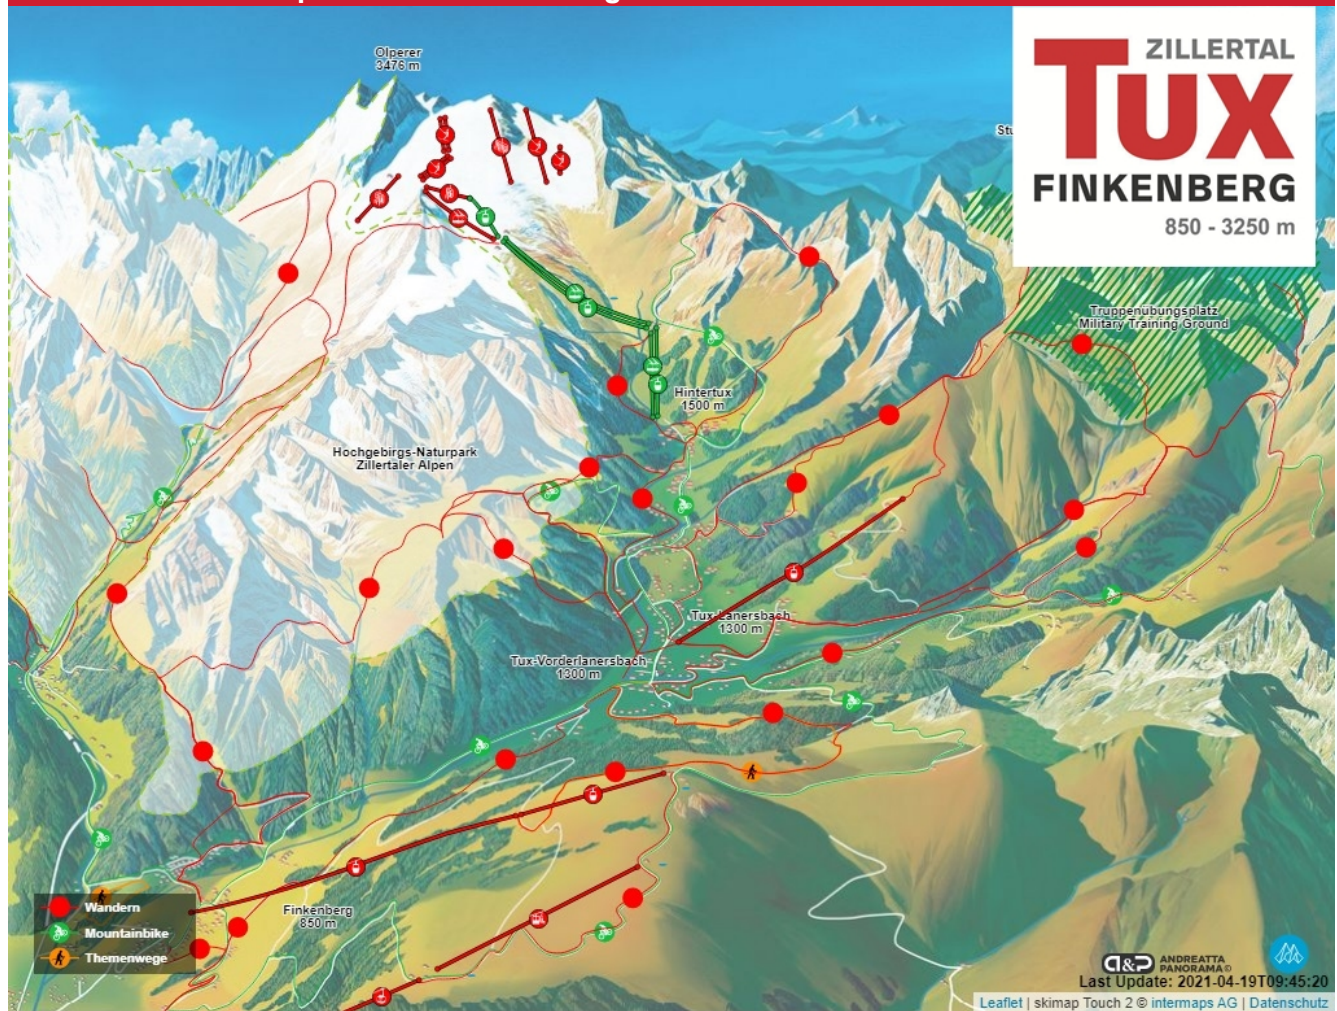 Olperer
3476 m
ZILLERTAL
Tux
FINKENBERG
850 - 3250 m
Truppenübungsplatz
Military Training Ground
Hintertux
1500 m
Hochgebirgs-Naturpark
Zillertaler Alpen
Tux-Lanersbach
1300 m
Tux-Vorderlanersbach
1300 m
Finkenberg
850 m
Wandern
Mountainbike
Themenwege
a&p ANDREATTA
PANORAMA©
Last Update: 2021-04-19T09:45:20
Leaflet | skimap Touch 2 © intermaps AG | Datenschutz